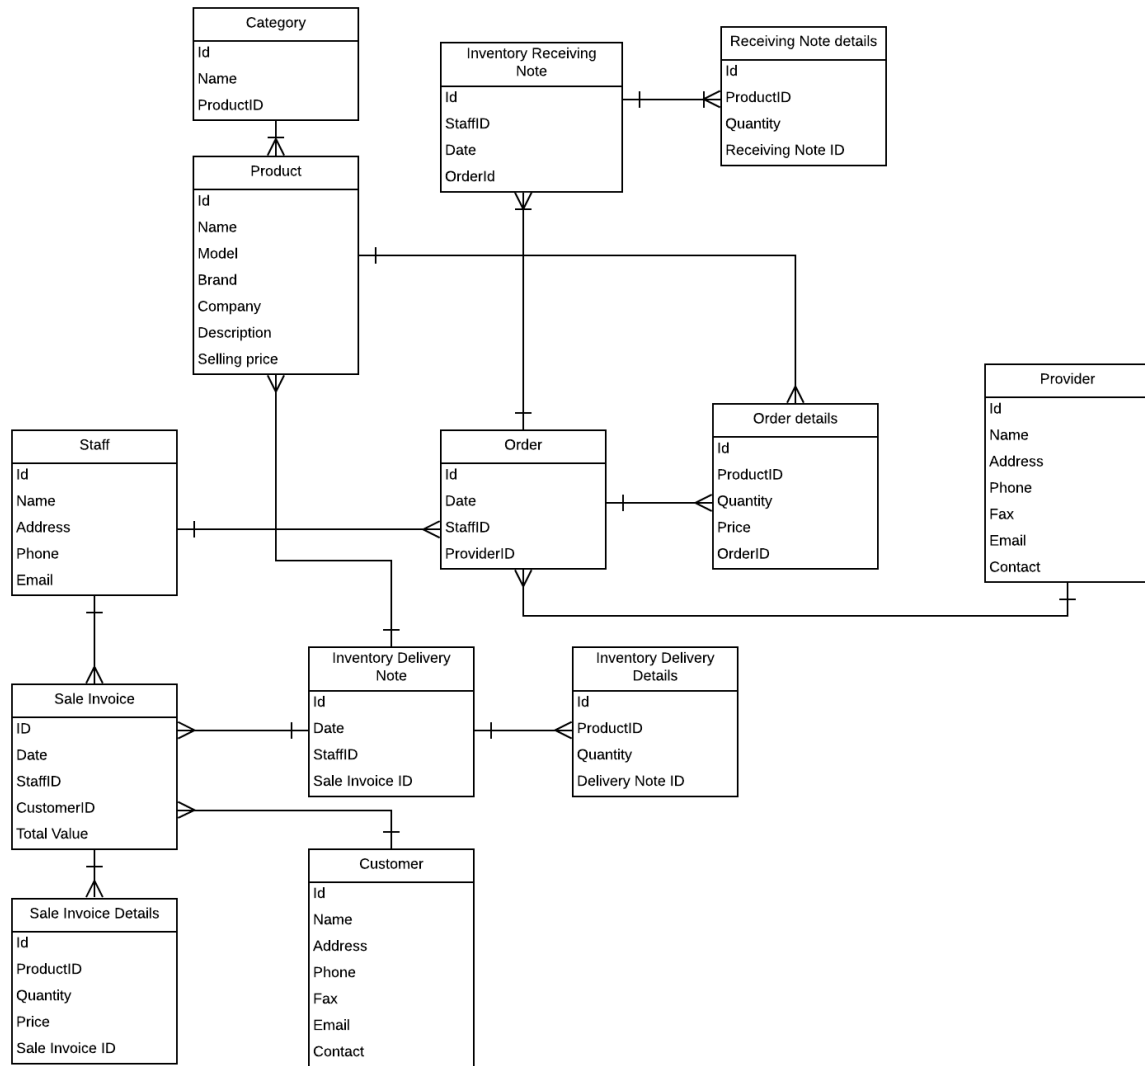 Category
Id
Name
ProductID
Inventory Receiving
Note
Id
StaffID
Date
OrderId
Receiving Note details
Id
ProductID
Quantity
Receiving Note ID
Product
Id
Name
Model
Brand
Company
Description
Selling price
Provider
Id
Name
Address
Phone
Fax
Email
Contact
Staff
Id
Name
Address
Phone
Email
Order
Id
Date
StaffID
ProviderID
Order details
Id
ProductID
Quantity
Price
OrderID
Sale Invoice
ID
Date
StaffID
CustomerID
Total Value
Inventory Delivery
Note
Id
Date
StaffID
Sale Invoice ID
Inventory Delivery
Details
Id
ProductID
Quantity
Delivery Note ID
Sale Invoice Details
Id
ProductID
Quantity
Price
Sale Invoice ID
Customer
Id
Name
Address
Phone
Fax
Email
Contact